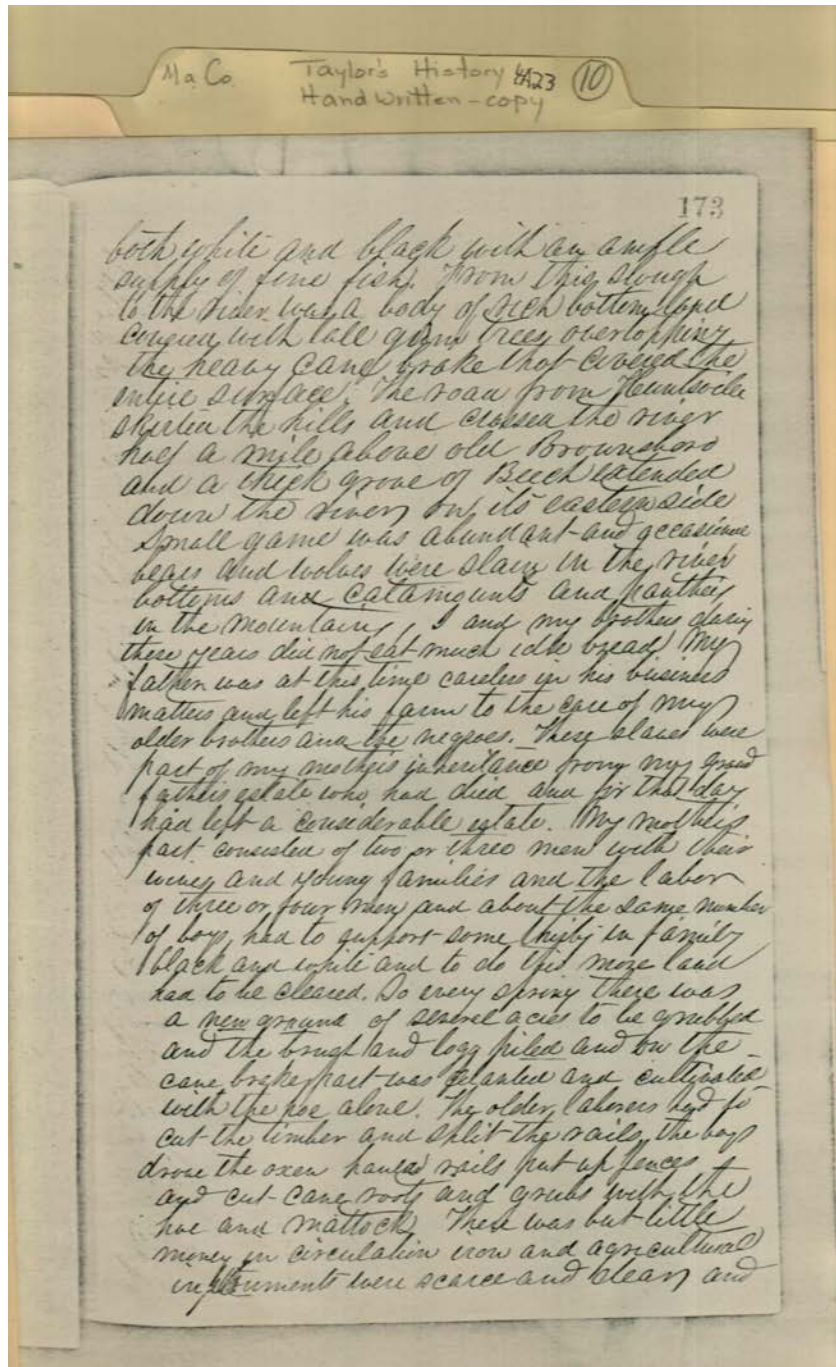 Ma Co. Taylor's History 4A23 10
Hand written - copy
173
both white and black with an ample
supply of fine fish. From this slough
to the river was a body of rich bottom land
covered with tall gum trees overtopping
the heavy cane brake that covered the
entire surface. The road from Huntsville
skirted the hills and crossed the river
half a mile above old Brownsboro
and a thick grove of Beech extended
down the river on its eastern side
Small game was abundant and occasional
bears and wolves were slain in the river
bottoms and catamounts and panthers
in the mountains, I and my brothers during
these years did not eat much idle bread. My
father was at this time careless in his business
matters and left his farm to the care of my
older brothers and the negroes. These slaves were
part of my mothers inheritance from my grand
fathers estate who had died and for that day
had left a considerable estate. My mothers
part consisted of two or three men with their
wives and young families and the labor
of three or four men and about the same number
of boys, had to support some in family
black and white and to do this more land
had to be cleared. So every spring there was
a new ground of several acres to be grubbed
and the brush and logs piled and on the
cane brake part was planted and cultivated
with the hoe alone. The older laborers had to
cut the timber and split the rails, the boys
drove the oxen hauled rails put up fences
and cut cane roots and grubs with the
hoe and mattock. There was but little
money in circulation iron and agricultural
instruments were scarce and dear, and